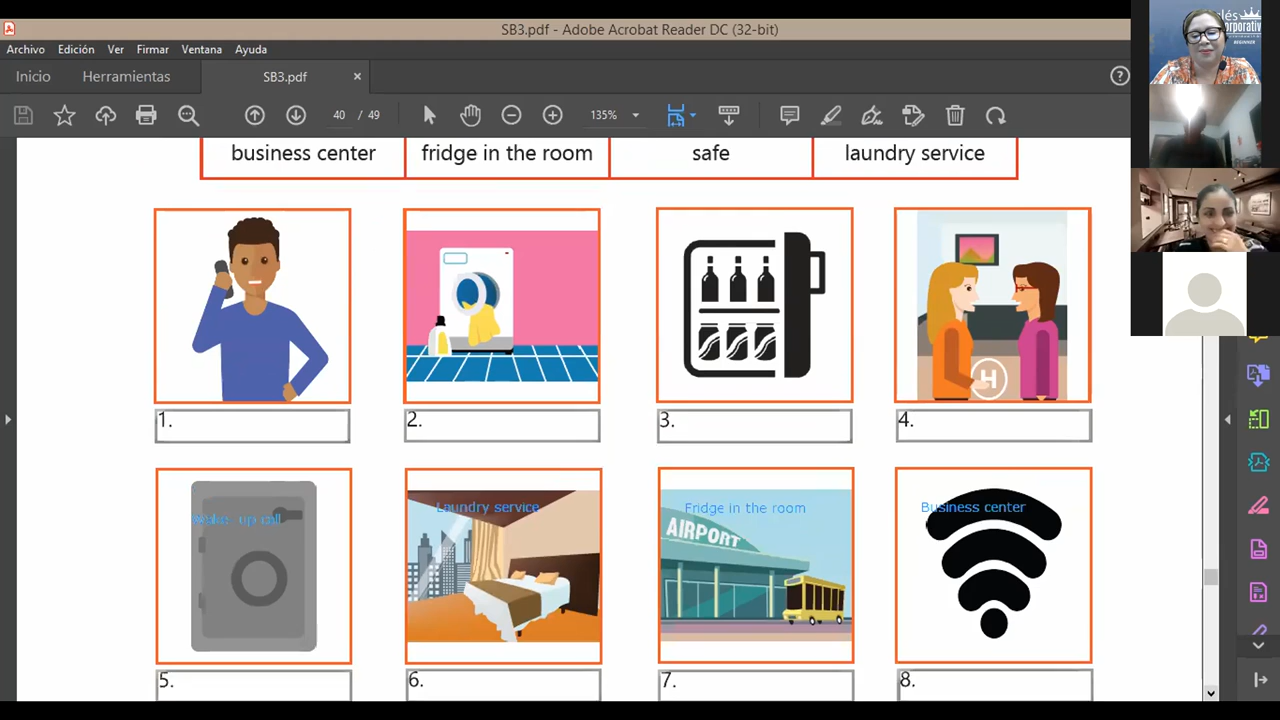 SB3.pdf - Adobe Acrobat Reader DC (32-bit)
Archivo Edición Ver Firmar Ventana Ayuda
Inicio Herramientas SB3.pdf ×
40 / 49 135%
business center fridge in the room safe laundry service
H
1. 2. 3. 4.
Wake up call Laundry service Fridge in the room Business center
AIRPORT
5. 6. 7. 8.
BEGINNER